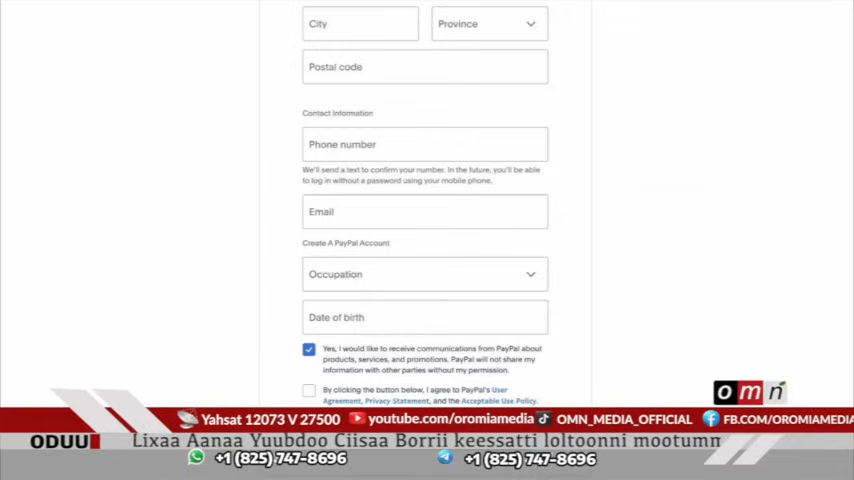 City
Province
Postal code
Contact Information
Phone number
We'll send a text to confirm your number. In the future, you'll be able
to log in without a password using your mobile phone.
Email
Create A PayPal Account
Occupation
Date of birth
Yes, I would like to receive communications from PayPal about
products, services, and promotions. PayPal will not share my
information with other parties without my permission.
By clicking the button below, I agree to PayPal's User
Agreement, Privacy Statement, and the Acceptable Use Policy.
omn
Yahsat 12073 V 27500 youtube.com/oromiamedia OMN_MEDIA_OFFICIAL FB.COM/OROMIAMEDIA
ODUU Lixaa Aanaa Yuubdoo Ciisaa Borrii keessatti loltoonni mootumm
+1 (825) 747-8696 +1 (825) 747-8696